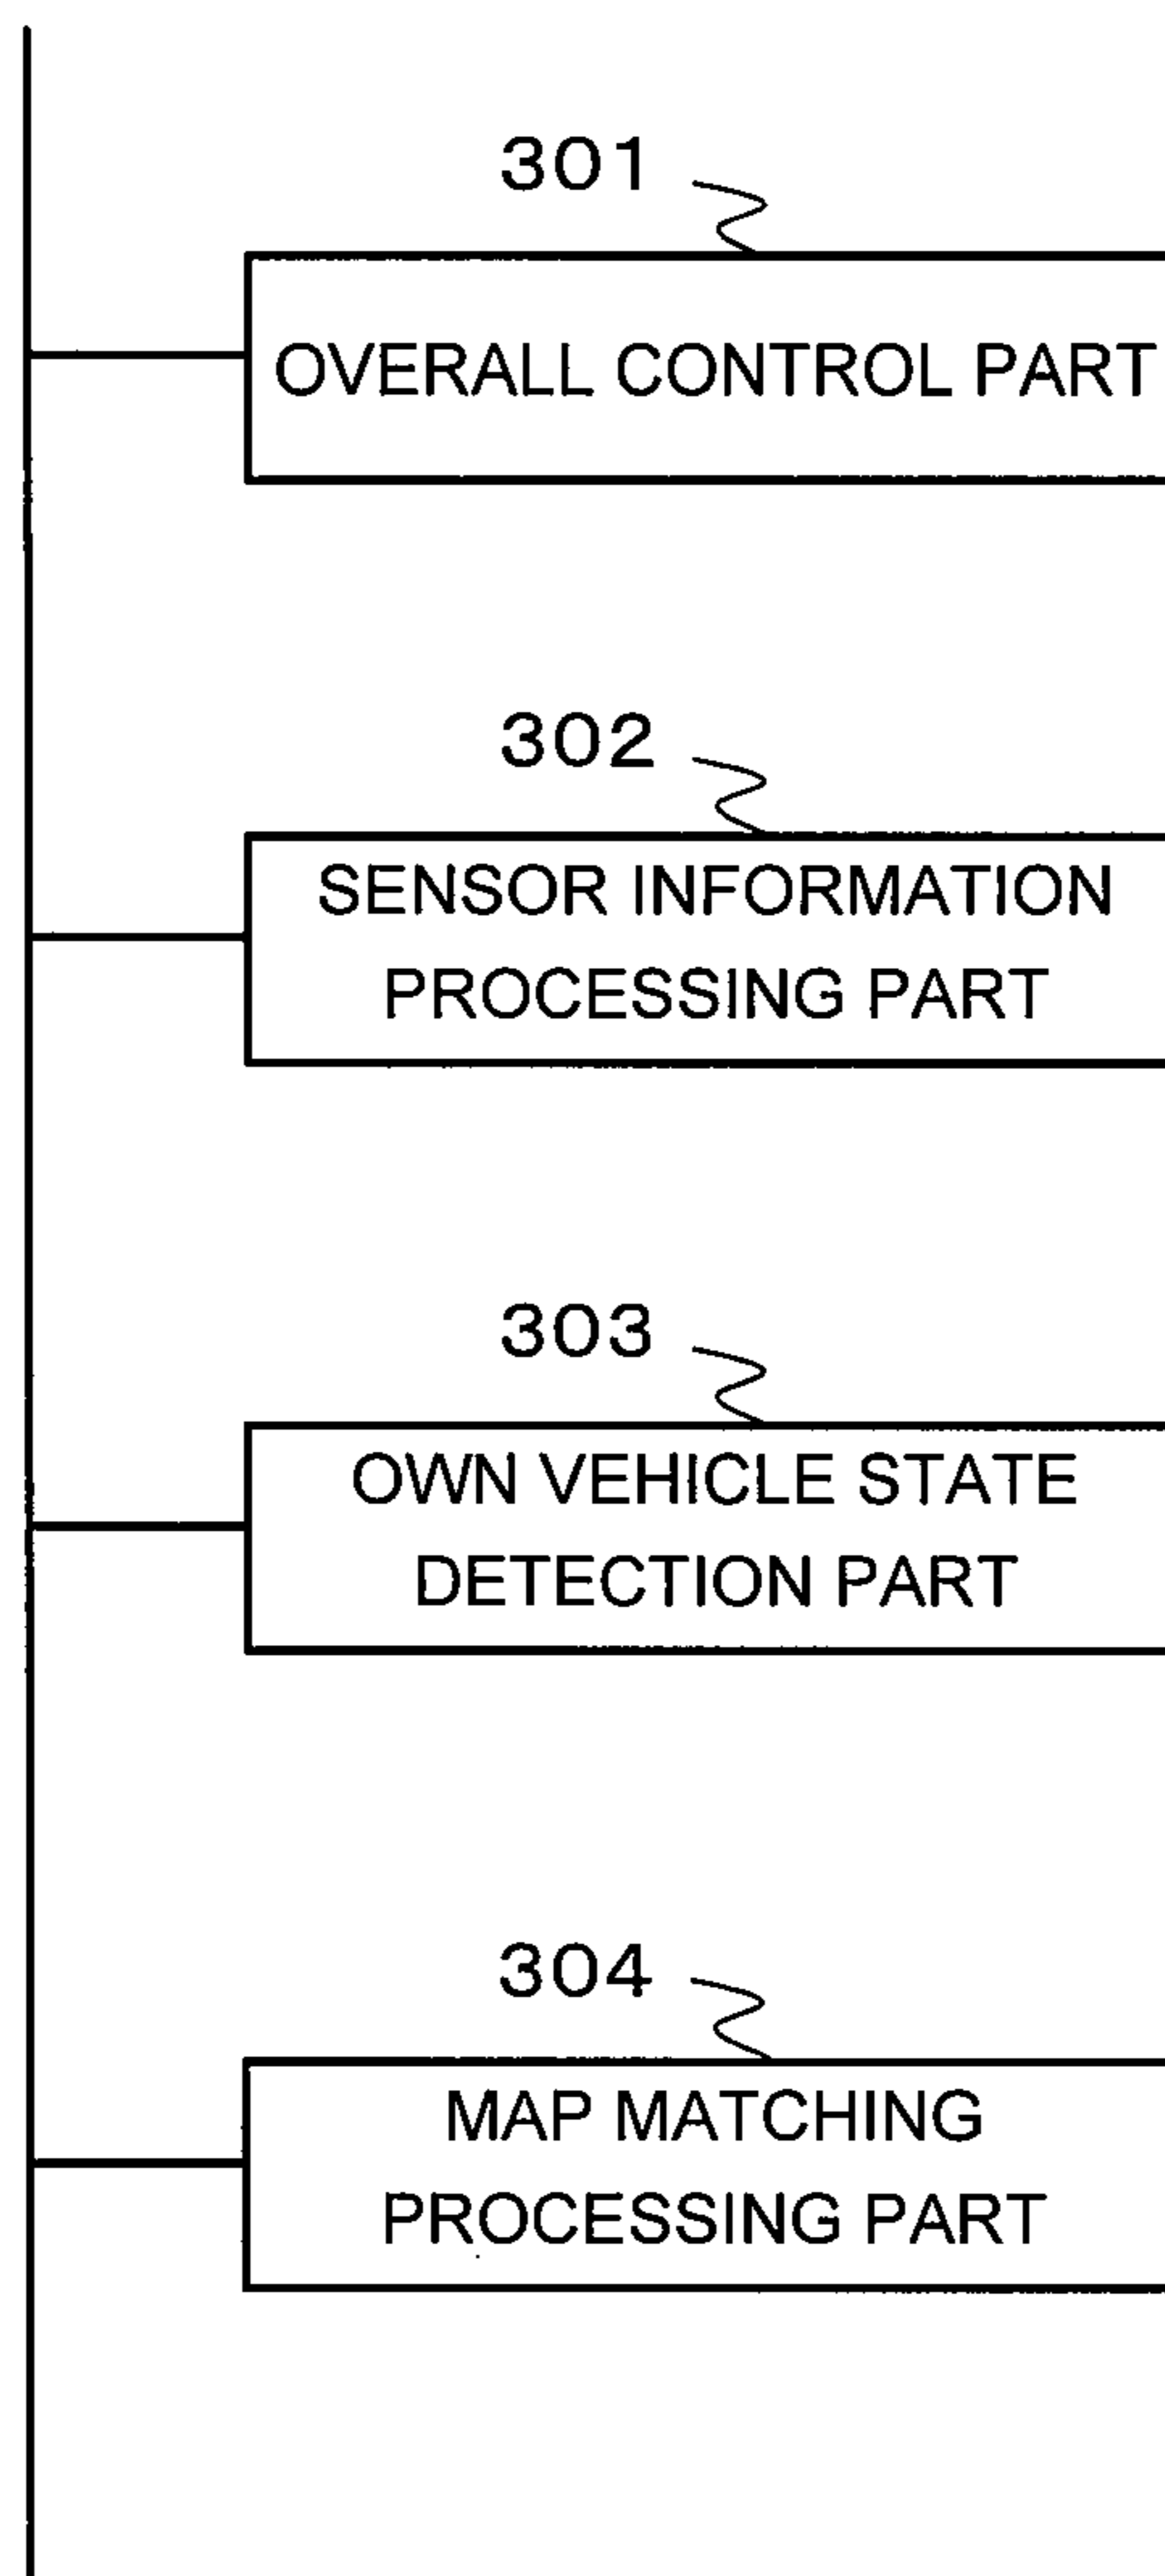 301
OVERALL CONTROL PART
302
SENSOR INFORMATION
PROCESSING PART
303
OWN VEHICLE STATE
DETECTION PART
304
MAP MATCHING
PROCESSING PART